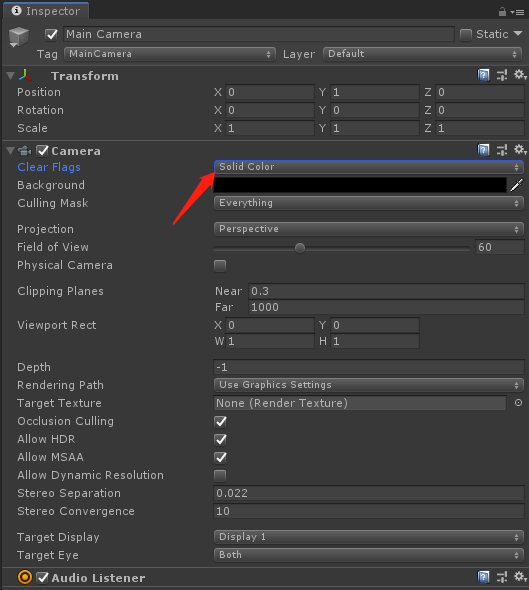 Inspector
Main Camera Static
Tag MainCamera Layer Default
Transform
Position X 0 Y 1 Z 0
Rotation X 0 Y 0 Z 0
Scale X 1 Y 1 Z 1
Camera
Clear Flags Solid Color
Background
Culling Mask Everything
Projection Perspective
Field of View 60
Physical Camera
Clipping Planes Near 0.3
Far 1000
Viewport Rect X 0 Y 0
W 1 H 1
Depth -1
Rendering Path Use Graphics Settings
Target Texture None (Render Texture)
Occlusion Culling
Allow HDR
Allow MSAA
Allow Dynamic Resolution
Stereo Separation 0.022
Stereo Convergence 10
Target Display Display 1
Target Eye Both
Audio Listener